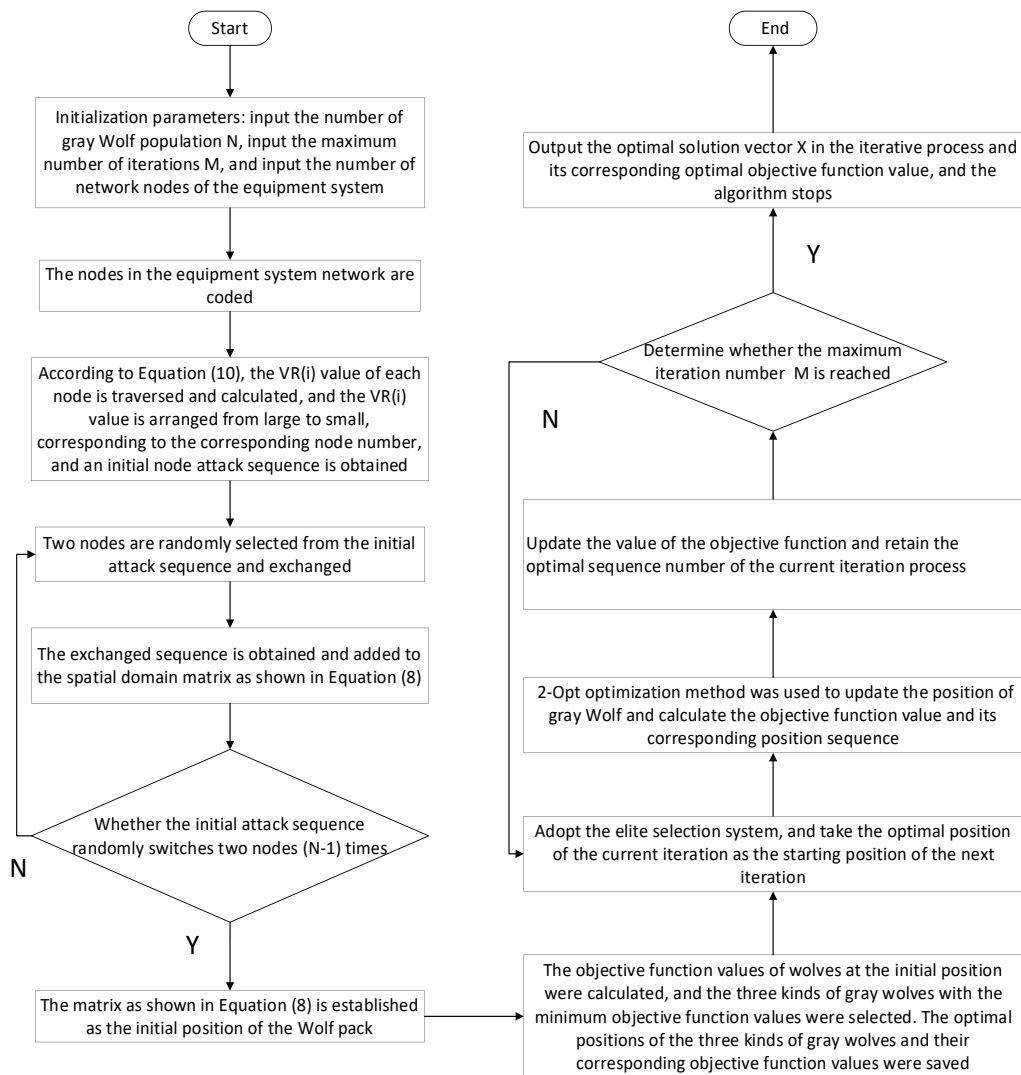 Start
Initialization parameters: input the number of
gray Wolf population N, input the maximum
number of iterations M, and input the number of
network nodes of the equipment system
The nodes in the equipment system network are
coded
According to Equation (10), the VR(i) value of each
node is traversed and calculated, and the VR(i)
value is arranged from large to small,
corresponding to the corresponding node number,
and an initial node attack sequence is obtained
Two nodes are randomly selected from the initial
attack sequence and exchanged
The exchanged sequence is obtained and added to
the spatial domain matrix as shown in Equation (8)
Whether the initial attack sequence
randomly switches two nodes (N-1) times
N
Y
The matrix as shown in Equation (8) is established
as the initial position of the Wolf pack
The objective function values of wolves at the initial
position
were calculated, and the three kinds of gray wolves with the
minimum objective function values were selected. The optimal
positions of the three kinds of gray wolves and their
corresponding objective function values were saved
Adopt the elite selection system, and take the optimal position
of the current iteration as the starting position of the next
iteration
2-Opt optimization method was used to update the position of
gray Wolf and calculate the objective function value and its
corresponding position sequence
Update the value of the objective function and retain the
optimal sequence number of the current iteration process
Determine whether the maximum
iteration number  M is reached
N
Y
Output the optimal solution vector X in the iterative process and
its corresponding optimal objective function value, and the
algorithm stops
End